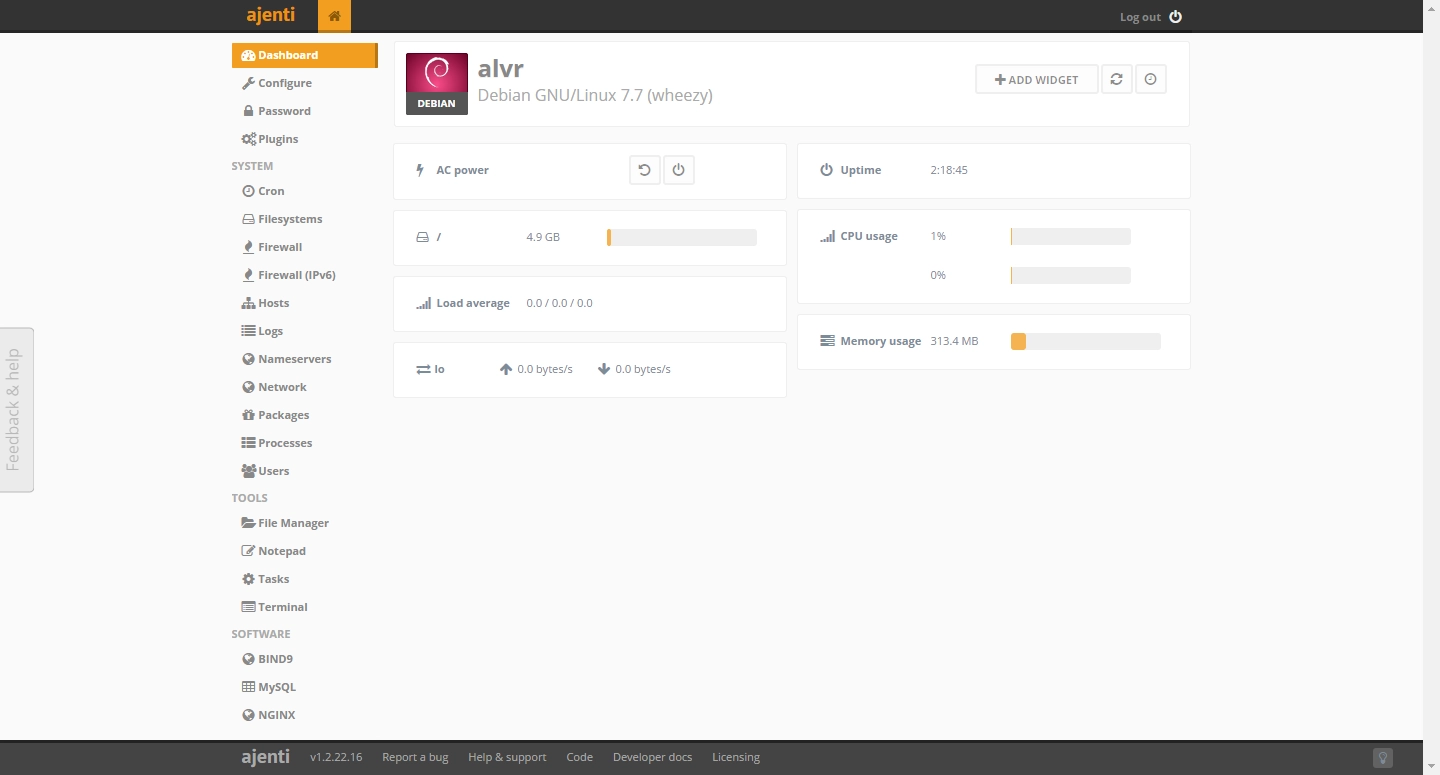 ajenti
Log out
Dashboard
Configure
Password
Plugins
SYSTEM
Cron
Filesystems
Firewall
Firewall (IPv6)
Hosts
Logs
Nameservers
Network
Packages
Processes
Users
TOOLS
File Manager
Notepad
Tasks
Terminal
SOFTWARE
BIND9
MySQL
NGINX
Feedback & help
DEBIAN
alvr
Debian GNU/Linux 7.7 (wheezy)
ADD WIDGET
AC power
/ 4.9 GB
Load average 0.0 / 0.0 / 0.0
lo 0.0 bytes/s 0.0 bytes/s
Uptime 2:18:45
CPU usage 1%
0%
Memory usage 313.4 MB
ajenti v1.2.22.16 Report a bug Help & support Code Developer docs Licensing